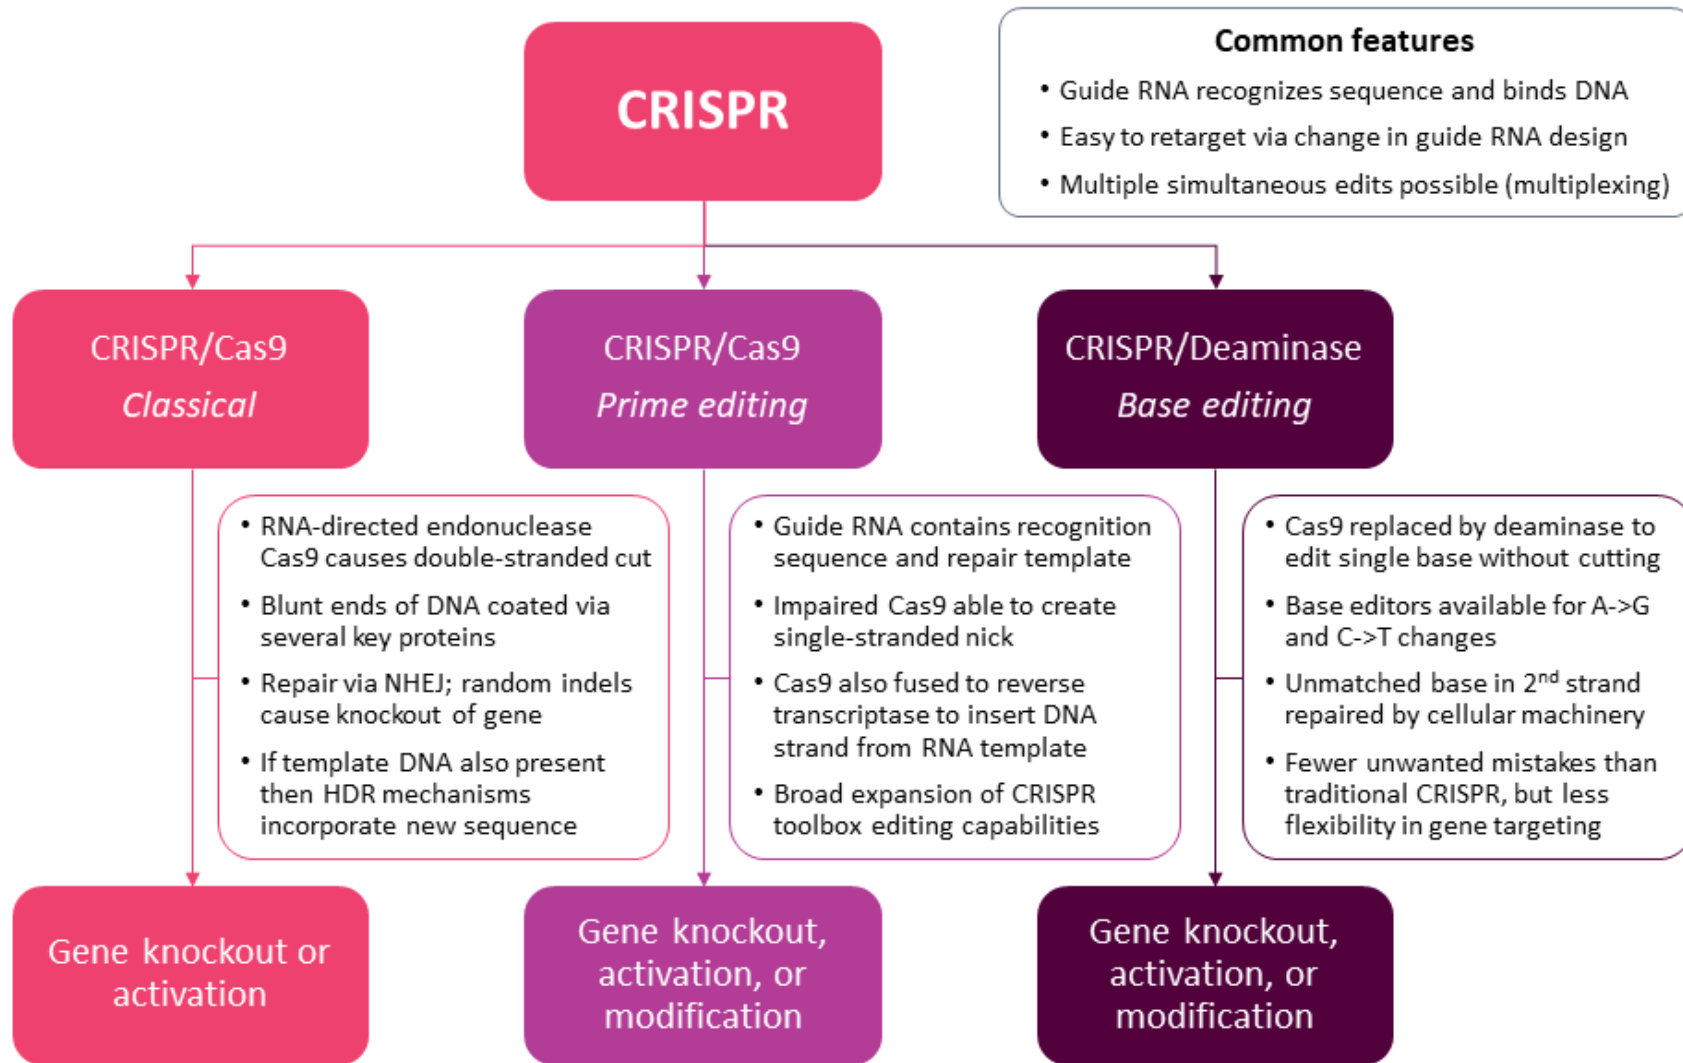 CRISPR
Common features
• Guide RNA recognizes sequence and binds DNA
• Easy to retarget via change in guide RNA design
• Multiple simultaneous edits possible (multiplexing)
CRISPR/Cas9
Classical
CRISPR/Cas9
Prime editing
CRISPR/Deaminase
Base editing
• RNA-directed endonuclease
Cas9 causes double-stranded cut
• Blunt ends of DNA coated via
several key proteins
• Repair via NHEJ; random indels
cause knockout of gene
• If template DNA also present
then HDR mechanisms
incorporate new sequence
• Guide RNA contains recognition
sequence and repair template
• Impaired Cas9 able to create
single-stranded nick
• Cas9 also fused to reverse
transcriptase to insert DNA
strand from RNA template
• Broad expansion of CRISPR
toolbox editing capabilities
• Cas9 replaced by deaminase to
edit single base without cutting
• Base editors available for A->G
and C->T changes
• Unmatched base in 2nd strand
repaired by cellular machinery
• Fewer unwanted mistakes than
traditional CRISPR, but less
flexibility in gene targeting
Gene knockout or
activation
Gene knockout,
activation, or
modification
Gene knockout,
activation, or
modification